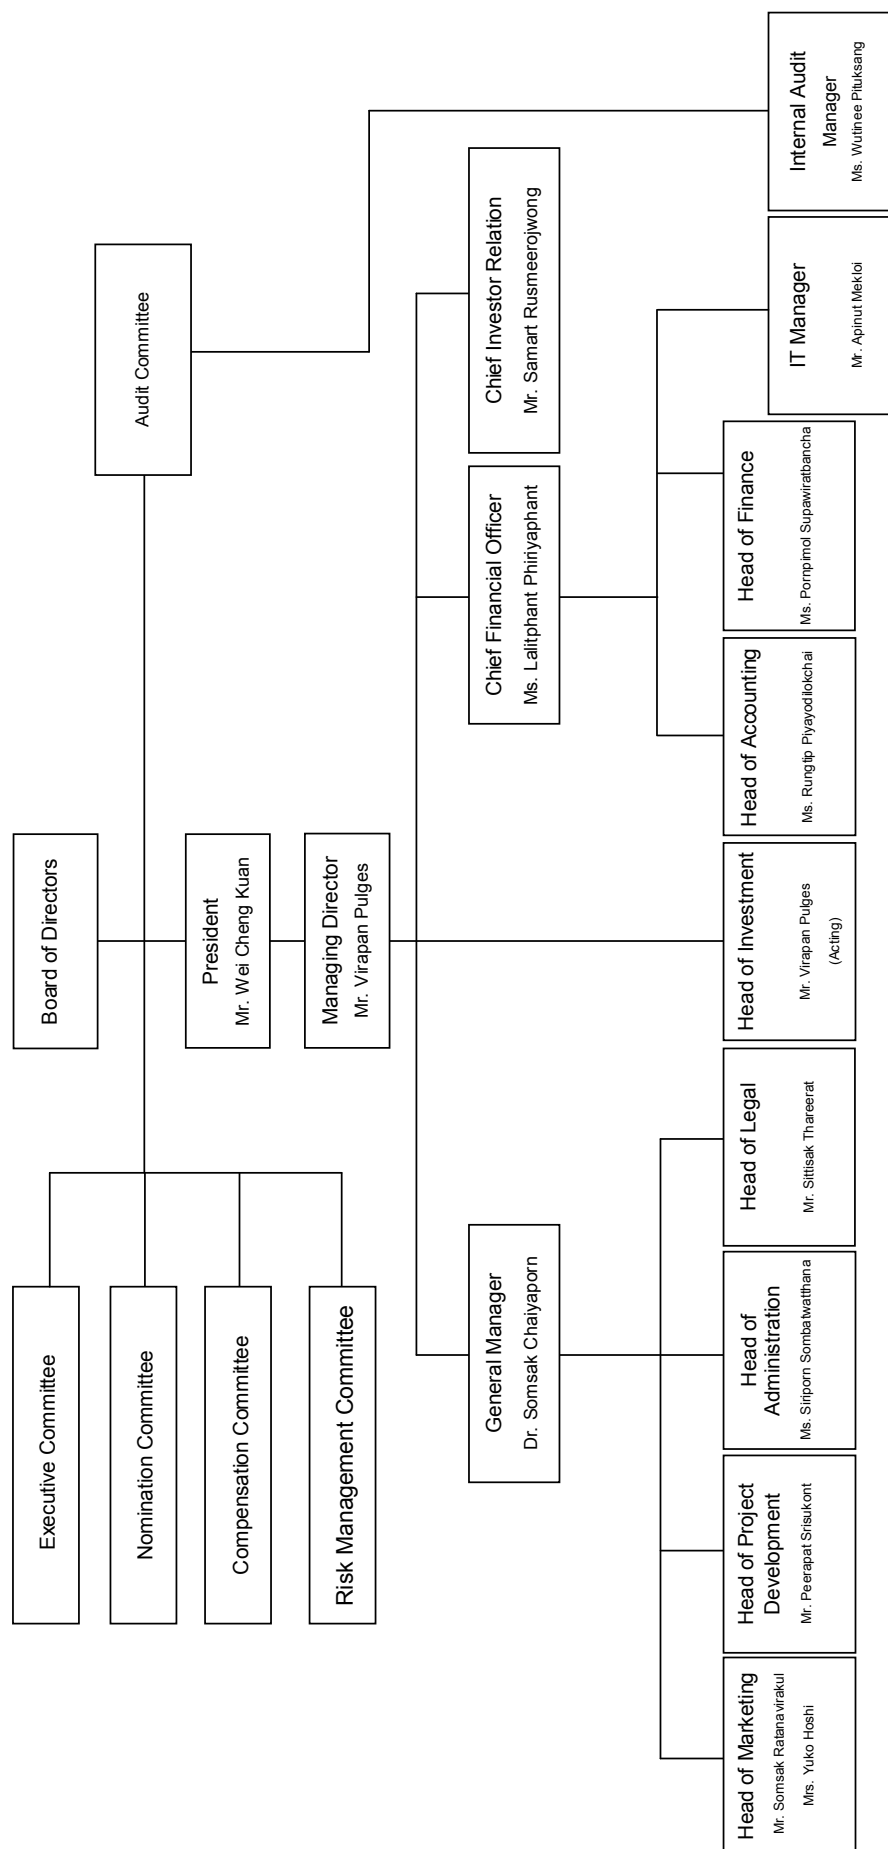 Board of Directors
Audit Committee
Executive Committee
Nomination Committee
Compensation Committee
Risk Management Committee
President
Mr. Wei Cheng Kuan
Managing Director
Mr. Virapan Pulges
General Manager
Dr. Somsak Chaiyaporn
Chief Financial Officer
Ms. Lalitphant Phiriyaphant
Chief Investor Relation
Mr. Samart Rusmeerojwong
Head of Marketing
Mr. Somsak Ratanavirakul
Mrs. Yuko Hoshi
Head of Project
Development
Mr. Peerapat Srisukont
Head of
Administration
Ms. Siriporn Sombatwatthana
Head of Legal
Mr. Sittisak Thareerat
Head of Investment
Mr. Virapan Pulges
(Acting)
Head of Accounting
Ms. Rungtip Piyayodilokchai
Head of Finance
Ms. Pornpimol Supawiratbancha
IT Manager
Mr. Apinut Mekloi
Internal Audit
Manager
Ms. Wutinee Pituksang